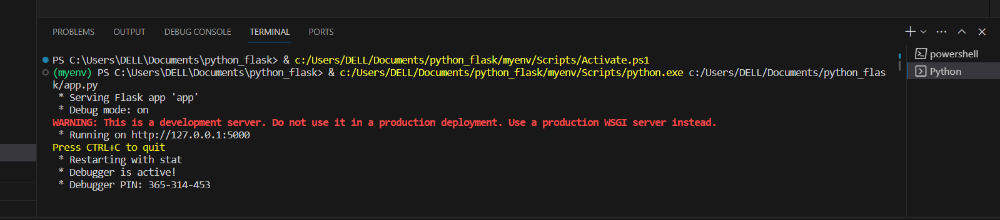 PROBLEMS OUTPUT DEBUG CONSOLE TERMINAL PORTS
PS C:\Users\DELL\Documents\python_flask> & c:/Users/DELL/Documents/python_flask/myenv/Scripts/Activate.ps1
(myenv) PS C:\Users\DELL\Documents\python_flask> & c:/Users/DELL/Documents/python_flask/myenv/Scripts/python.exe c:/Users/DELL/Documents/python_flas
k/app.py
 * Serving Flask app 'app'
 * Debug mode: on
WARNING: This is a development server. Do not use it in a production deployment. Use a production WSGI server instead.
 * Running on http://127.0.0.1:5000
Press CTRL+C to quit
 * Restarting with stat
 * Debugger is active!
 * Debugger PIN: 365-314-453
powershell
Python